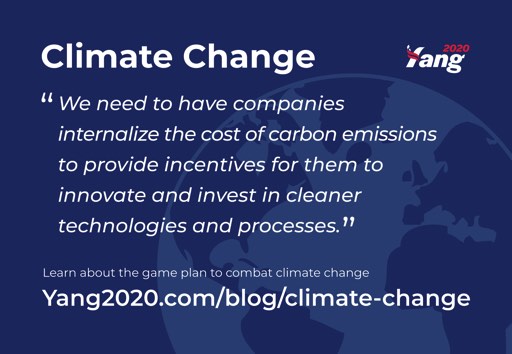 Climate Change
Yang 2020
“ We need to have companies
internalize the cost of carbon emissions
to provide incentives for them to
innovate and invest in cleaner
technologies and processes.”
Learn about the game plan to combat climate change
Yang2020.com/blog/climate-change